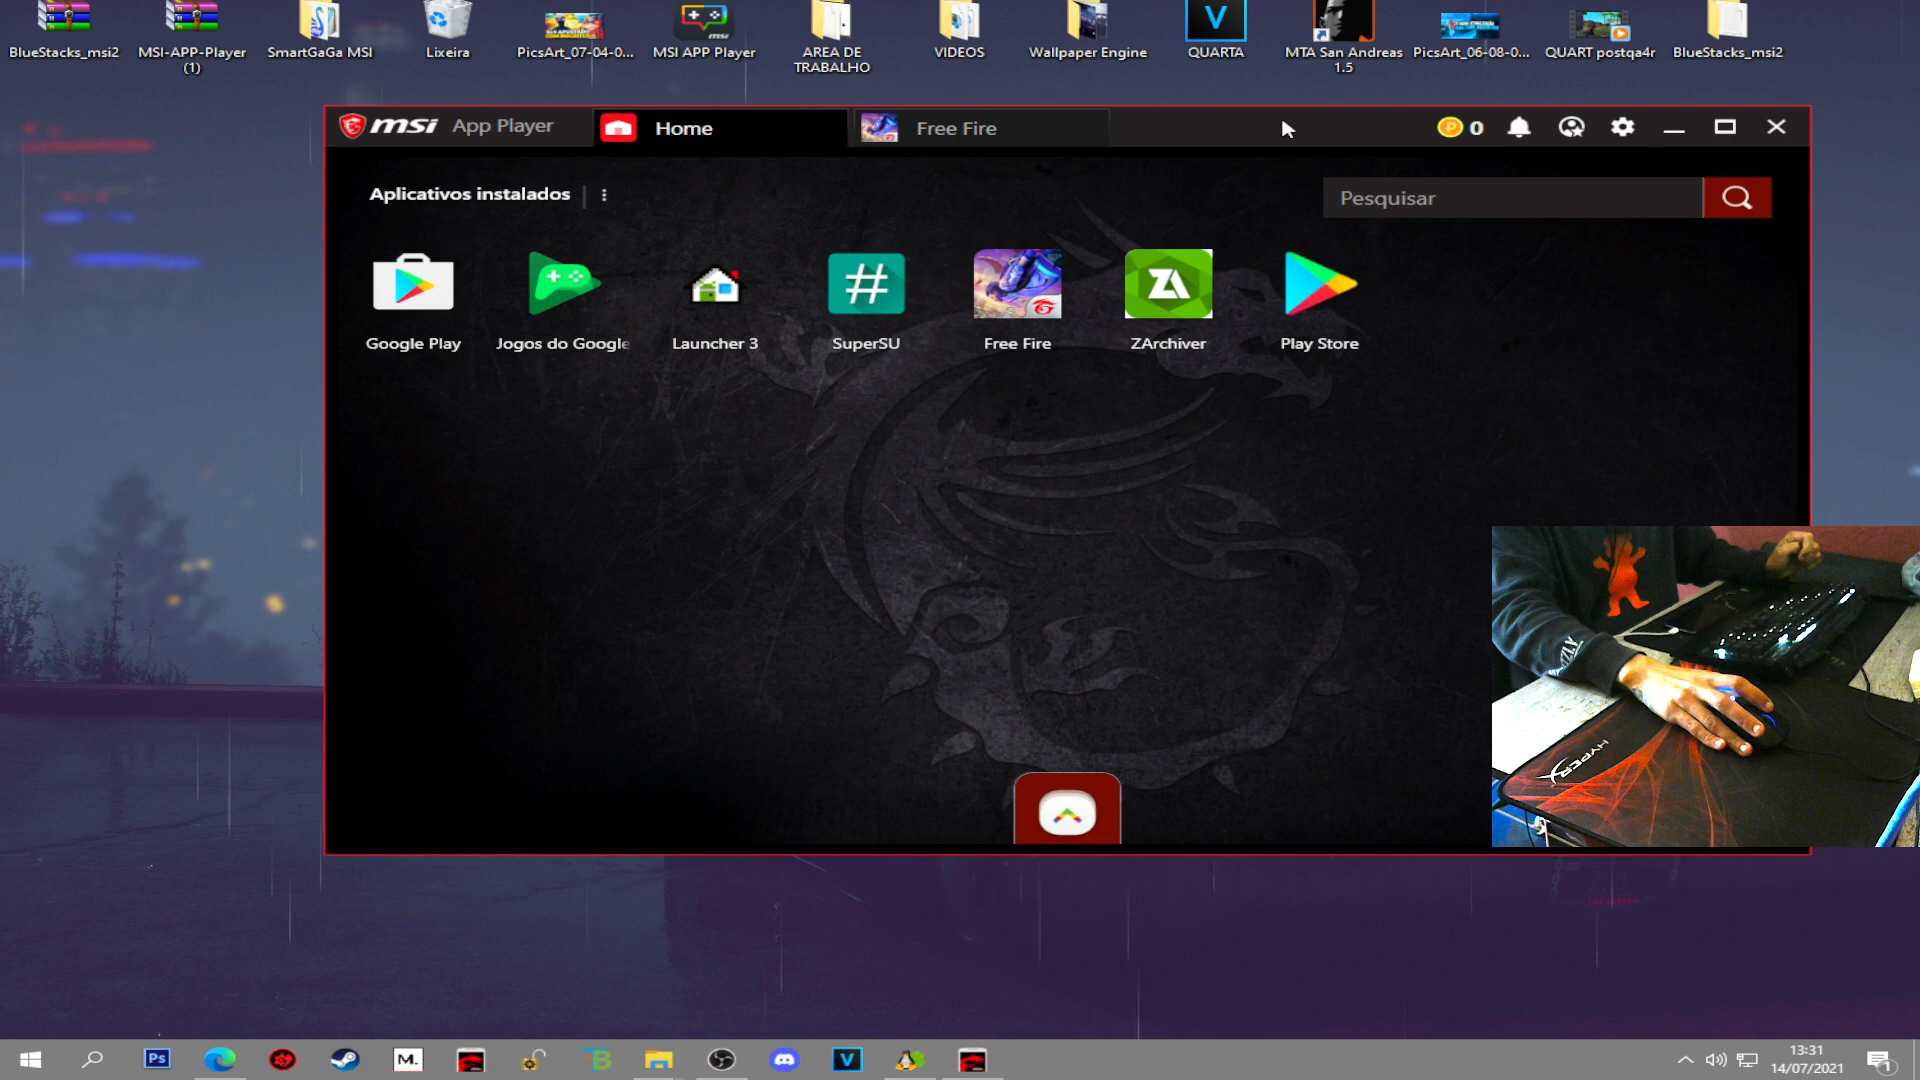 BlueStacks_msi2
MSI-APP-Player
(1)
SmartGaGa MSI
Lixeira
PicsArt_07-04-0...
MSI APP Player
AREA DE
TRABALHO
VIDEOS
Wallpaper Engine
QUARTA
MTA San Andreas
1.5
PicsArt_06-08-0...
QUART postqa4r
BlueStacks_msi2
msi App Player
Home
Free Fire
P 0
Aplicativos instalados
Pesquisar
Google Play
Jogos do Google
Launcher 3
SuperSU
Free Fire
ZArchiver
Play Store
HYPERX
Ps
M.
V
13:31
14/07/2021
1